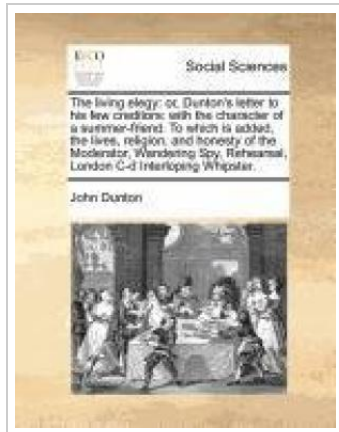 ECCO
Social Sciences
The living elegy: or, Dunton's letter to
his few creditors: with the character of
a summer-friend. To which is added,
the lives, religion, and honesty of the
Moderator, Wandering Spy, Rehearsal,
London C-d Interloping Whipster.
John Dunton